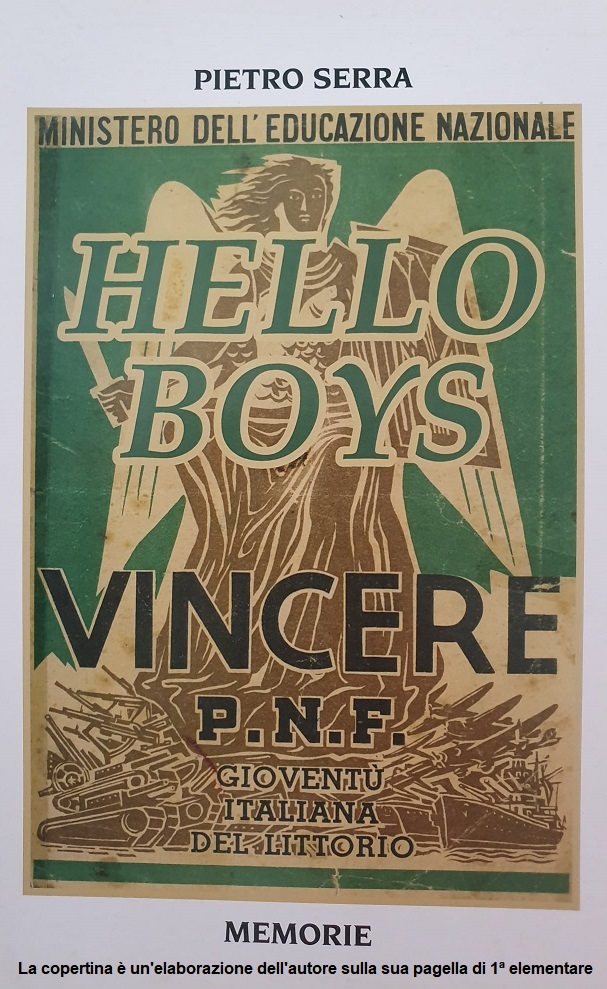 PIETRO SERRA
MINISTERO DELL'EDUCAZIONE NAZIONALE
HELLO
BOYS
VINCERE
P.N.F.
GIOVENTÙ
ITALIANA
DEL LITTORIO
MEMORIE
La copertina è un'elaborazione dell'autore sulla sua pagella di 1ª elementare